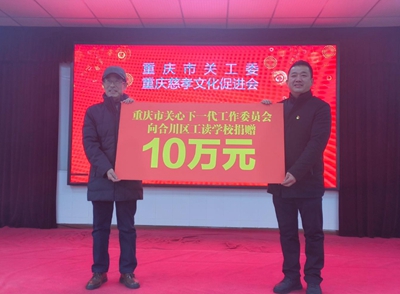 重庆市关工委
重庆慈孝文化促进会
重庆市关心下一代工作委员会
向合川区工读学校捐赠
10万元